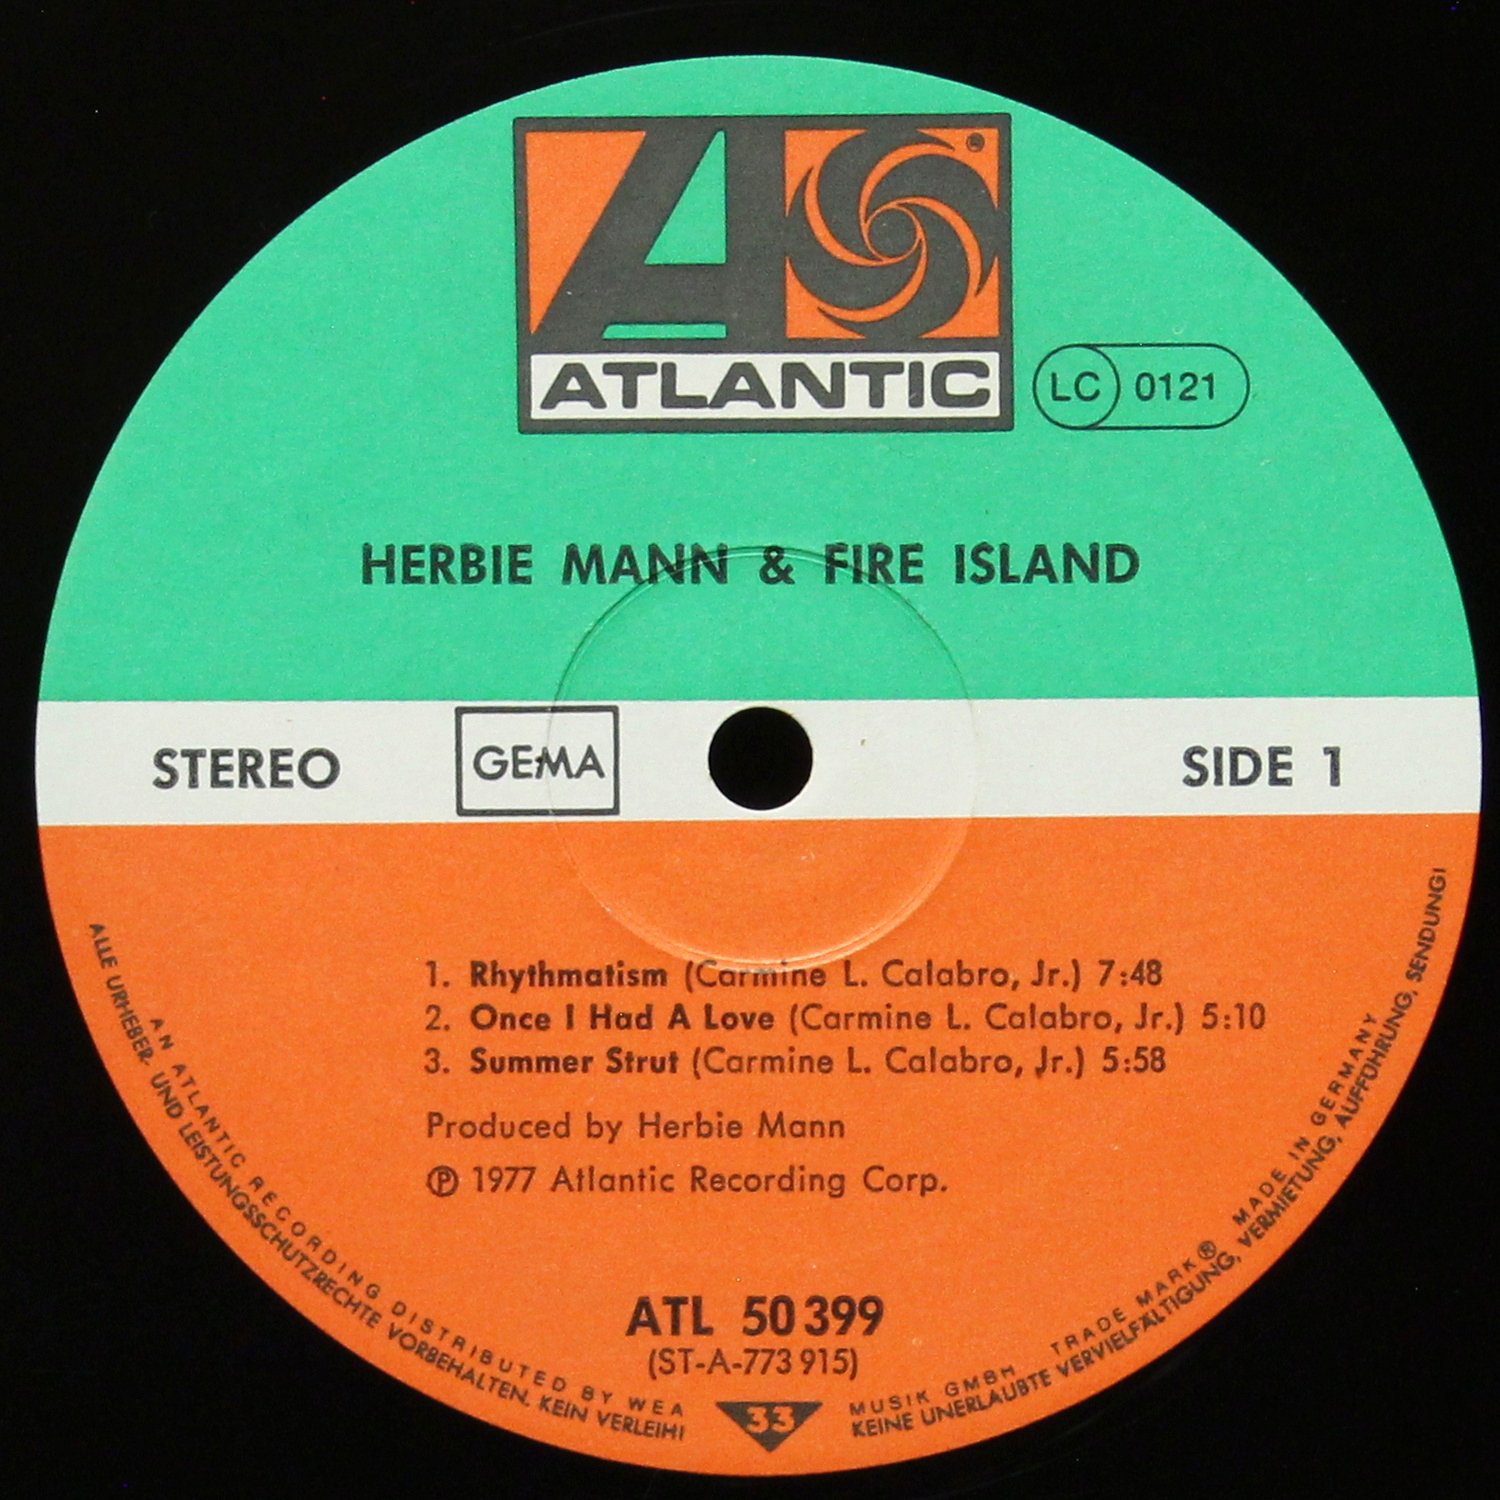 ATLANTIC
®
LC 0121
HERBIE MANN & FIRE ISLAND
STEREO
GEMA
SIDE 1
1. Rhythmatism (Carmine L. Calabro, Jr.) 7:48
2. Once I Had A Love (Carmine L. Calabro, Jr.) 5:10
3. Summer Strut (Carmine L. Calabro, Jr.) 5:58
Produced by Herbie Mann
℗ 1977 Atlantic Recording Corp.
ATL 50 399
(ST-A-773 915)
33
AN ATLANTIC RECORDING DISTRIBUTED BY WEA MUSIK GMBH TRADE MARK® MADE IN GERMANY
ALLE URHEBER- UND LEISTUNGSSCHUTZRECHTE VORBEHALTEN. KEIN VERLEIH! KEINE UNERLAUBTE VERVIELFÄLTIGUNG, VERMIETUNG, AUFFÜHRUNG, SENDUNG!